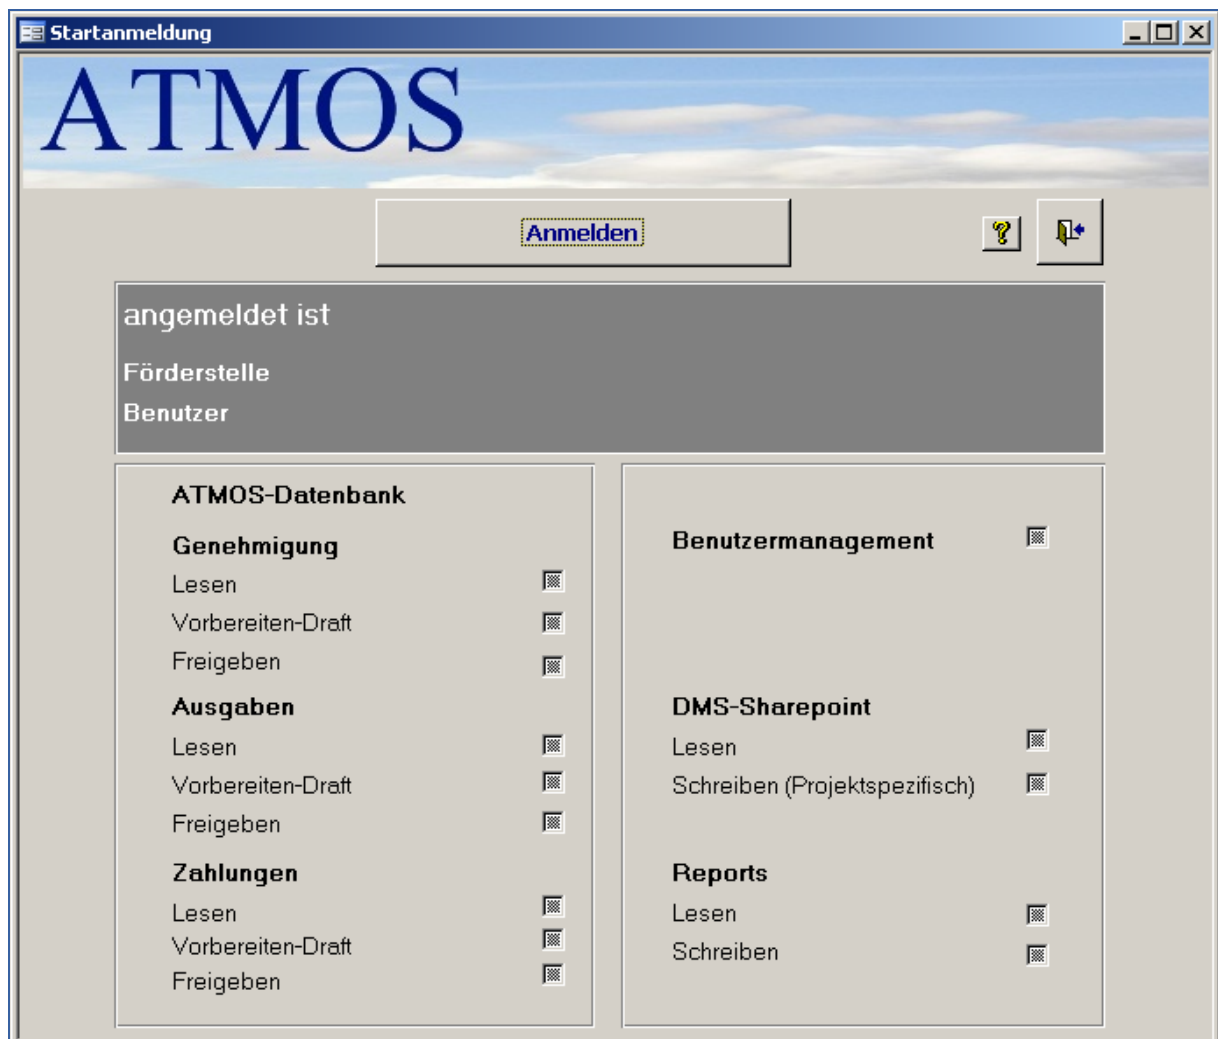 Startanmeldung
ATMOS
Anmelden
angemeldet ist
Förderstelle
Benutzer
ATMOS-Datenbank
Genehmigung
Lesen
Vorbereiten-Draft
Freigeben
Ausgaben
Lesen
Vorbereiten-Draft
Freigeben
Zahlungen
Lesen
Vorbereiten-Draft
Freigeben
Benutzermanagement
DMS-Sharepoint
Lesen
Schreiben (Projektspezifisch)
Reports
Lesen
Schreiben